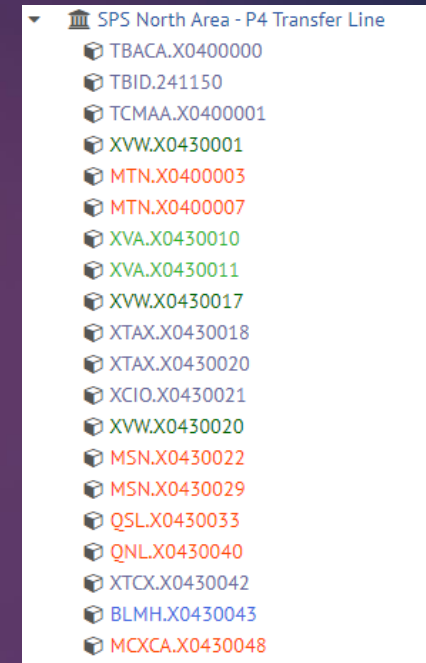 SPS North Area - P4 Transfer Line
TBACA.X0400000
TBID.241150
TCMAA.X0400001
XVW.X0430001
MTN.X0400003
MTN.X0400007
XVA.X0430010
XVA.X0430011
XVW.X0430017
XTAX.X0430018
XTAX.X0430020
XCIO.X0430021
XVW.X0430020
MSN.X0430022
MSN.X0430029
QSL.X0430033
QNL.X0430040
XTCX.X0430042
BLMH.X0430043
MCXCA.X0430048